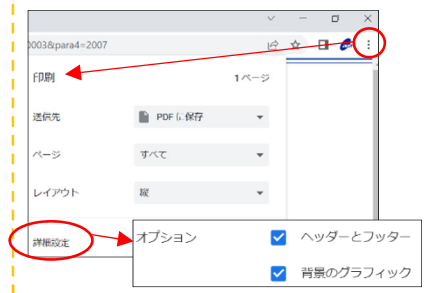 0003&para4=2007
印刷
1 ページ
送信先
PDF に保存
ページ
すべて
レイアウト
縦
詳細設定
オプション
ヘッダーとフッター
背景のグラフィック